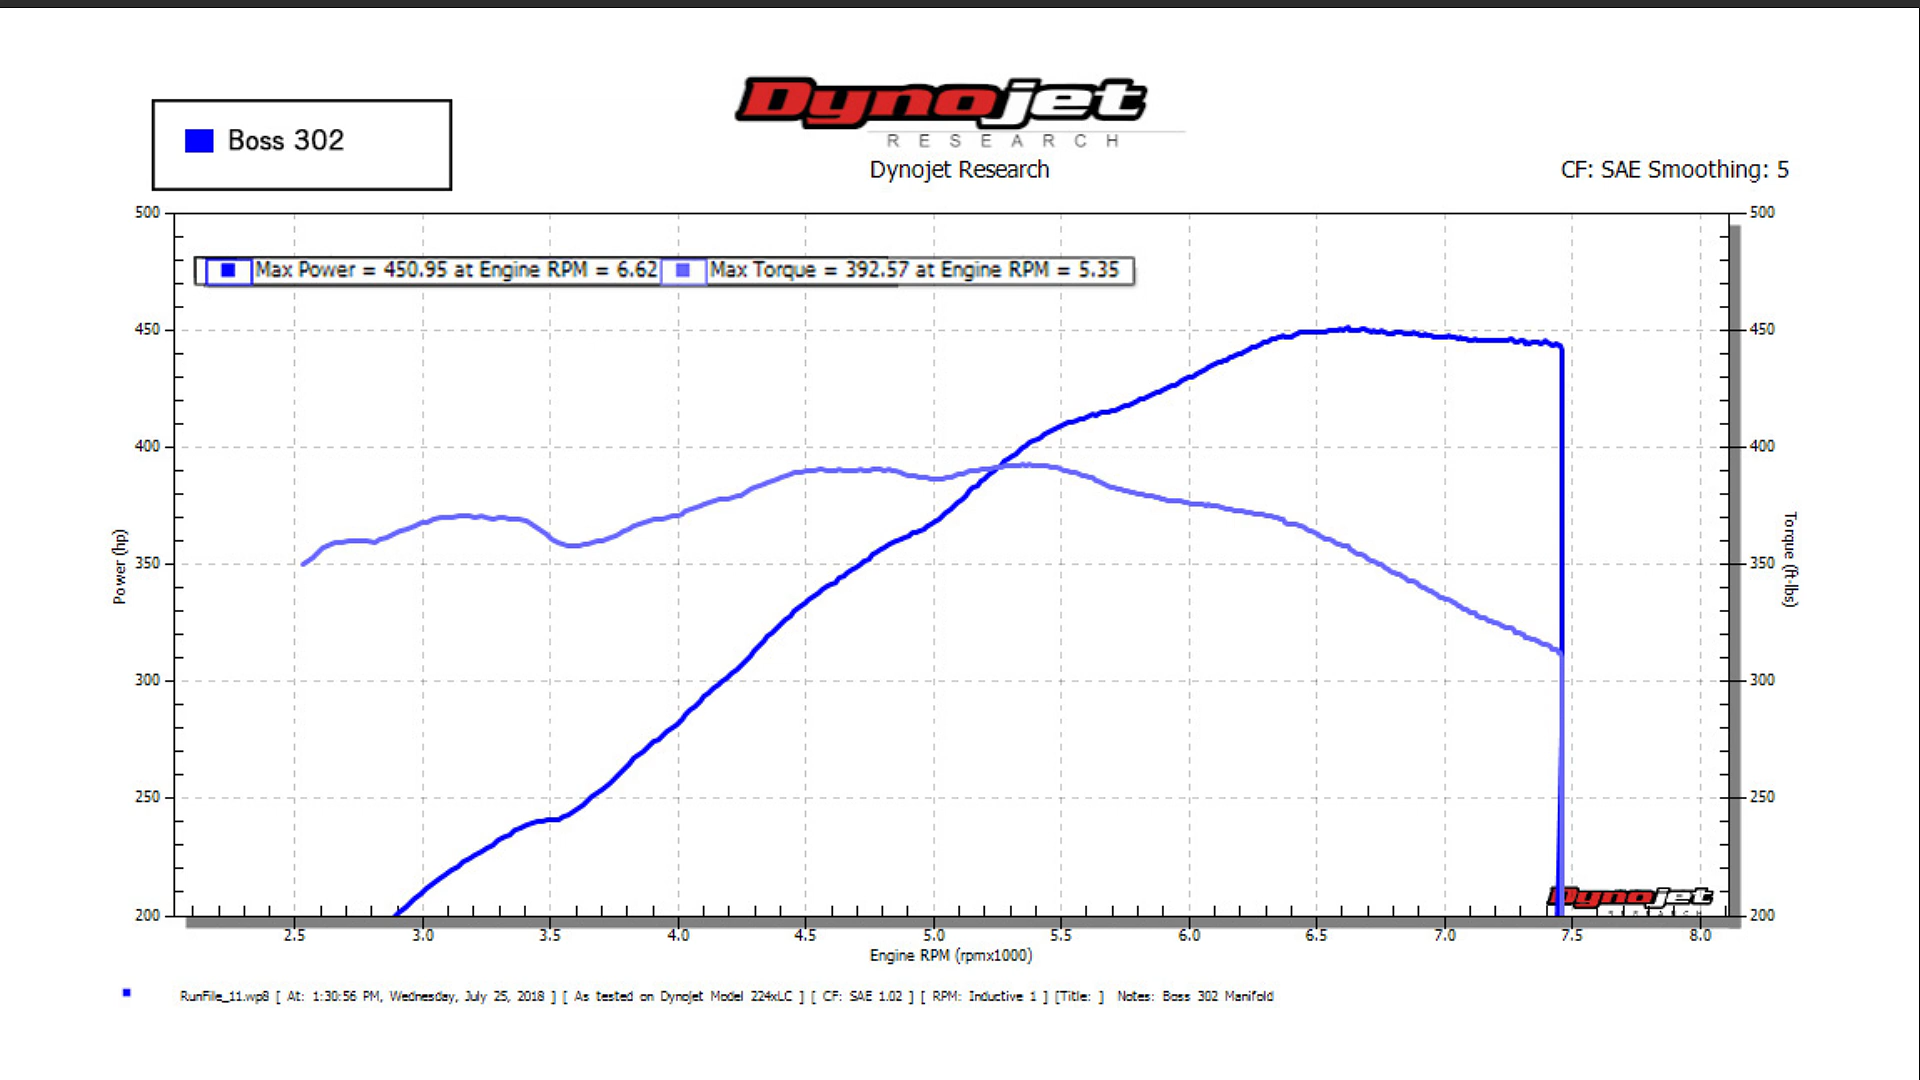 Dynojet
RESEARCH
Boss 302
Dynojet Research
CF: SAE Smoothing: 5
Max Power = 450.95 at Engine RPM = 6.62
Max Torque = 392.57 at Engine RPM = 5.35
500
450
400
350
300
250
200
Power (hp)
500
450
400
350
300
250
200
Torque (ft-lbs)
Dynojet
RESEARCH
2.5 3.0 3.5 4.0 4.5 5.0 5.5 6.0 6.5 7.0 7.5 8.0
Engine RPM (rpmx1000)
RunFile_11.wp8 [ At: 1:30:56 PM, Wednesday, July 25, 2018 ] [ As tested on Dynojet Model 224xLC ] [ CF: SAE 1.02 ] [ RPM: Inductive 1 ] [Title: ] Notes: Boss 302 Manifold